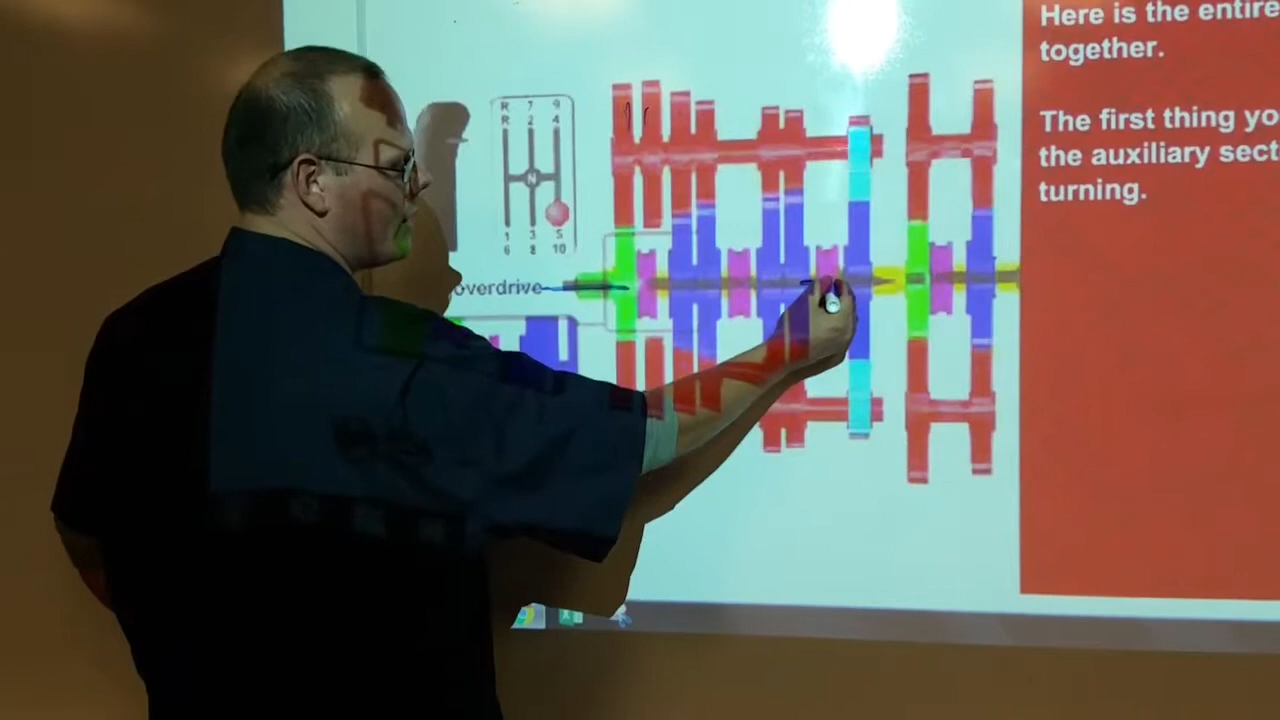 R 7 9
R 2 4
N
1 3 5
6 8 10
overdrive
Here is the entire
together.
The first thing yo
the auxiliary sect
turning.